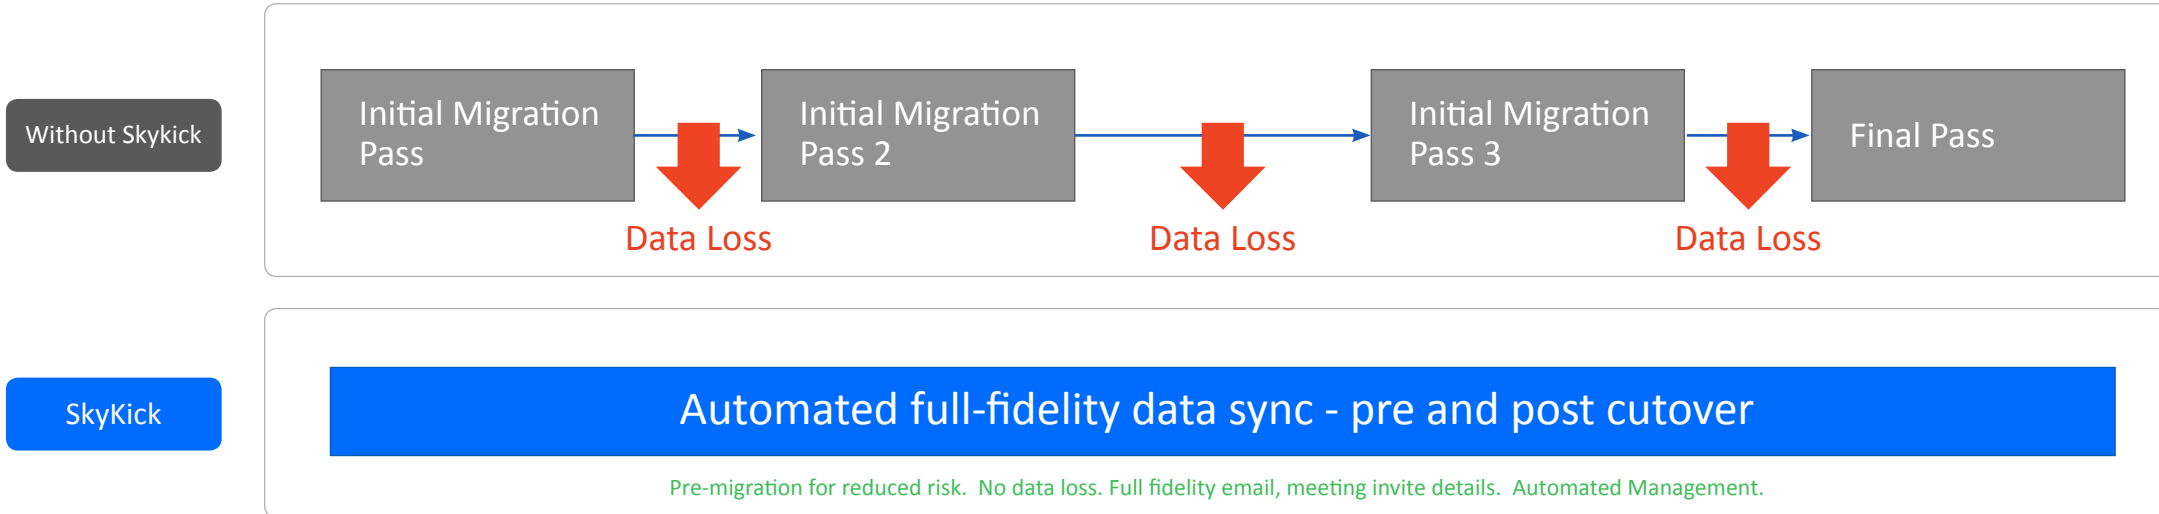 Without Skykick
Initial Migration
Pass
Initial Migration
Pass 2
Initial Migration
Pass 3
Final Pass
Data Loss
Data Loss
Data Loss
SkyKick
Automated full-fidelity data sync - pre and post cutover
Pre-migration for reduced risk.  No data loss. Full fidelity email, meeting invite details.  Automated Management.